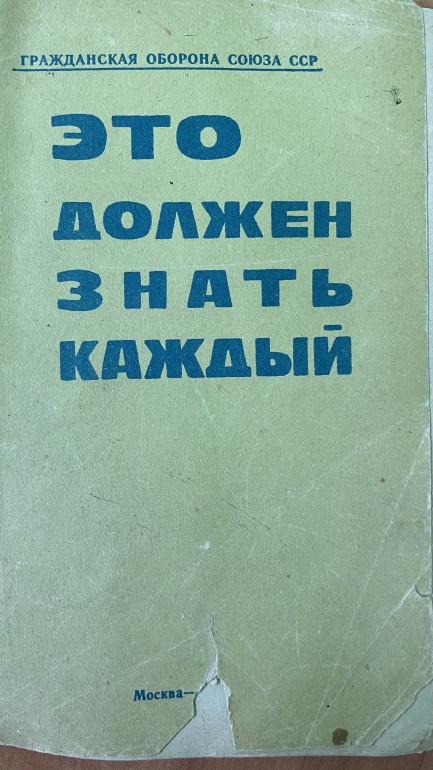 ГРАЖДАНСКАЯ ОБОРОНА СОЮЗА ССР
ЭТО
ДОЛЖЕН
ЗНАТЬ
КАЖДЫЙ
Москва—